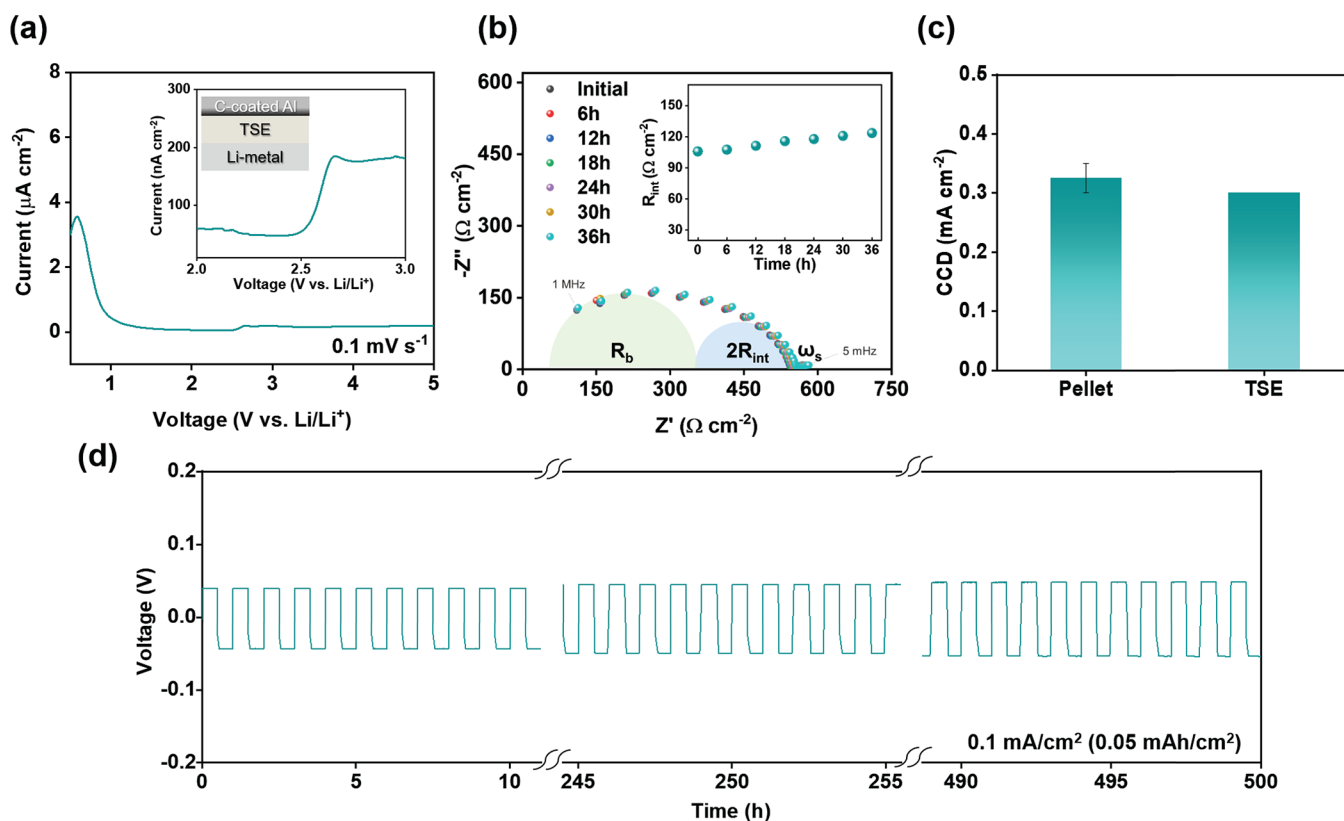 (a)
8
6
4
2
0
Current (μA cm-2)
1
2
3
4
5
Voltage (V vs. Li/Li+)
0.1 mV s-1
300
200
100
Current (nA cm-2)
2.0
2.5
3.0
Voltage (V vs. Li/Li+)
C-coated Al
TSE
Li-metal
(b)
600
450
300
150
0
-Z'' (Ω cm-2)
0
150
300
450
600
750
Z' (Ω cm-2)
Initial
6h
12h
18h
24h
30h
36h
150
120
90
60
30
Rint (Ω cm-2)
0
6
12
18
24
30
36
Time (h)
1 MHz
Rb
2Rint
ωs
5 mHz
(c)
0.5
0.4
0.3
0.2
0.1
0.0
CCD (mA cm-2)
Pellet
TSE
(d)
0.2
0.1
0.0
-0.1
-0.2
Voltage (V)
0
5
10
245
250
255
490
495
500
Time (h)
0.1 mA/cm2 (0.05 mAh/cm2)